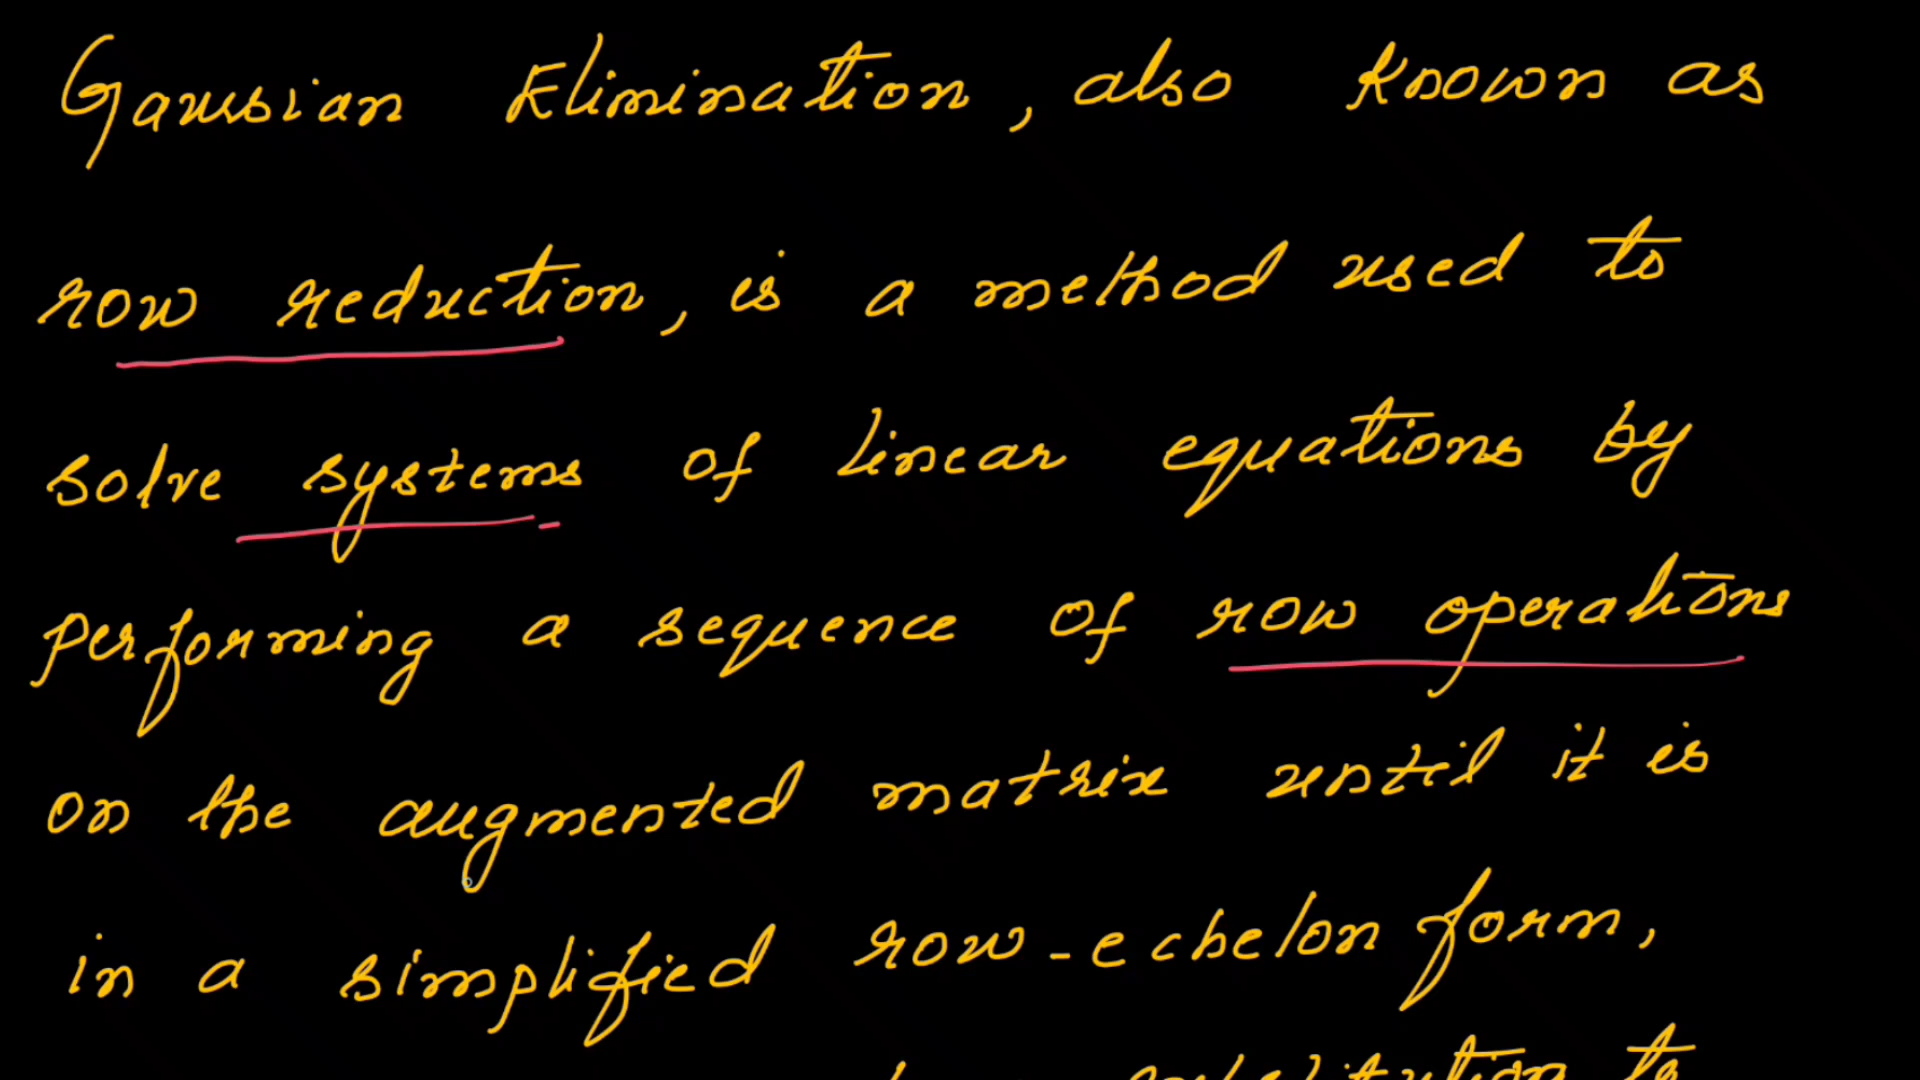 Gaussian Elimination, also known as
row reduction, is a method used to
solve systems of linear equations by
performing a sequence of row operations
on the augmented matrix until it is
in a simplified row-echelon form,
to